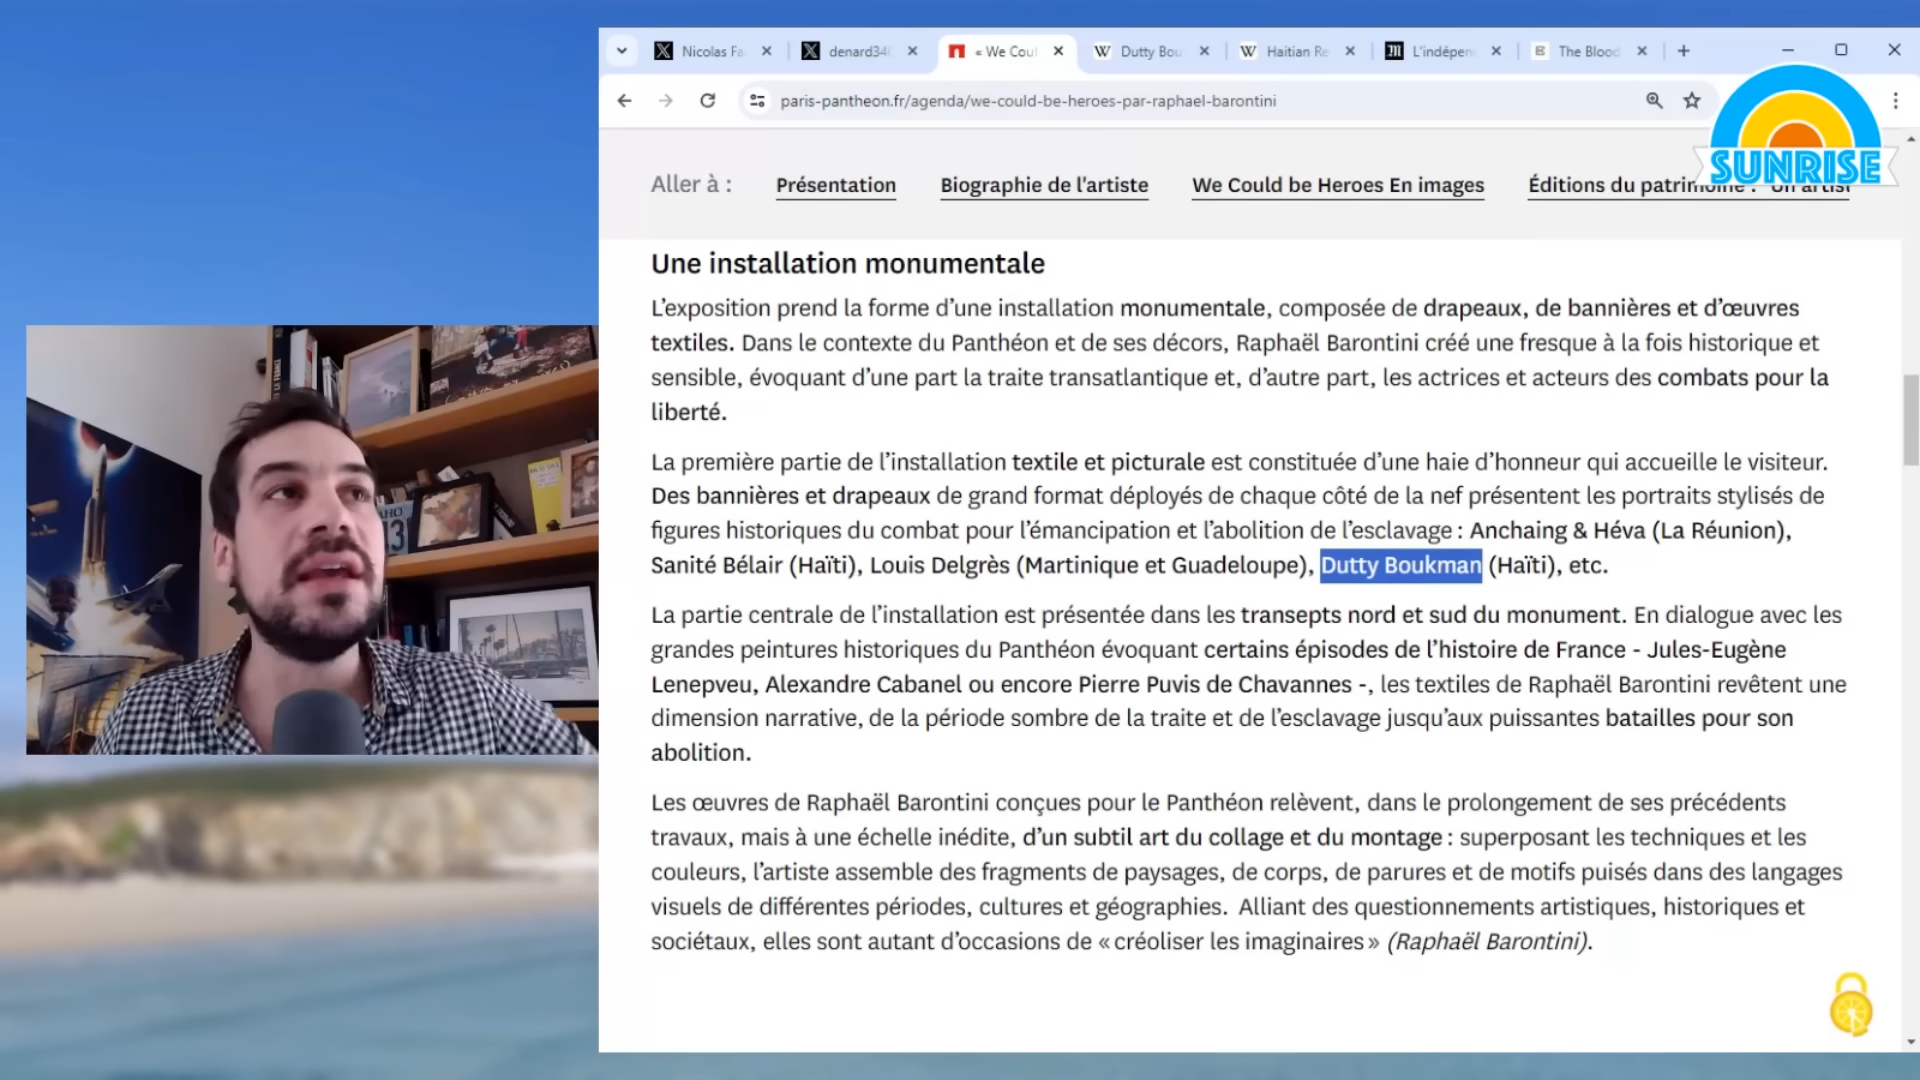 Nicolas Fa
denard34
« We Coul
Dutty Bou
Haitian Re
L'indépen
The Blood
paris-pantheon.fr/agenda/we-could-be-heroes-par-raphael-barontini
SUNRISE
Aller à :
Présentation
Biographie de l'artiste
We Could be Heroes En images
Éditions du patrimoine : "Un artist
Une installation monumentale
L’exposition prend la forme d’une installation monumentale, composée de drapeaux, de bannières et d’œuvres
textiles. Dans le contexte du Panthéon et de ses décors, Raphaël Barontini créé une fresque à la fois historique et
sensible, évoquant d’une part la traite transatlantique et, d’autre part, les actrices et acteurs des combats pour la
liberté.
La première partie de l’installation textile et picturale est constituée d’une haie d’honneur qui accueille le visiteur.
Des bannières et drapeaux de grand format déployés de chaque côté de la nef présentent les portraits stylisés de
figures historiques du combat pour l’émancipation et l’abolition de l’esclavage : Anchaing & Héva (La Réunion),
Sanité Bélair (Haïti), Louis Delgrès (Martinique et Guadeloupe), Dutty Boukman (Haïti), etc.
La partie centrale de l’installation est présentée dans les transepts nord et sud du monument. En dialogue avec les
grandes peintures historiques du Panthéon évoquant certains épisodes de l’histoire de France - Jules-Eugène
Lenepveu, Alexandre Cabanel ou encore Pierre Puvis de Chavannes -, les textiles de Raphaël Barontini revêtent une
dimension narrative, de la période sombre de la traite et de l’esclavage jusqu’aux puissantes batailles pour son
abolition.
Les œuvres de Raphaël Barontini conçues pour le Panthéon relèvent, dans le prolongement de ses précédents
travaux, mais à une échelle inédite, d’un subtil art du collage et du montage : superposant les techniques et les
couleurs, l’artiste assemble des fragments de paysages, de corps, de parures et de motifs puisés dans des langages
visuels de différentes périodes, cultures et géographies. Alliant des questionnements artistiques, historiques et
sociétaux, elles sont autant d’occasions de « créoliser les imaginaires » (Raphaël Barontini).